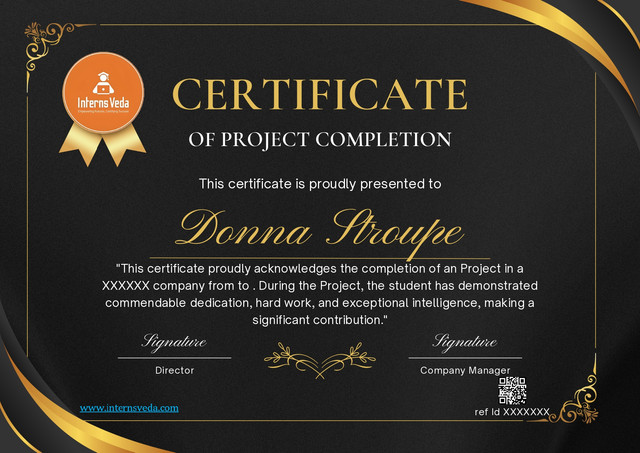 Interns Veda
CERTIFICATE
OF PROJECT COMPLETION
This certificate is proudly presented to
Donna Stroupe
"This certificate proudly acknowledges the completion of an Project in a
XXXXXX company from to . During the Project, the student has demonstrated
commendable dedication, hard work, and exceptional intelligence, making a
significant contribution."
Signature
Signature
Director
Company Manager
www.internsveda.com
ref Id XXXXXXX